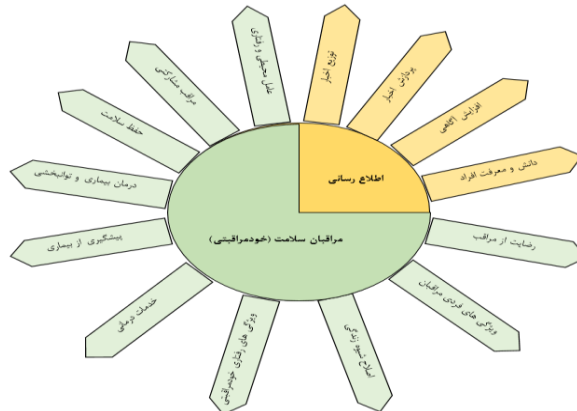 توزیع اخبار
پردازش اخبار
افزایش آگاهی
دانش و معرفت افراد
رضایت از مراقب
ویژگی های فردی مراقبان
اصلاح شیوه زندگی
ویژگی های رفتاری خودمراقبتی
خدمات درمانی
پیشگیری از بیماری
درمان بیماری و توانبخشی
حفظ سلامت
مراقب مشارکتی
عامل محیطی و رفتاری
اطلاع رسانی
مراقبان سلامت (خودمراقبتی)